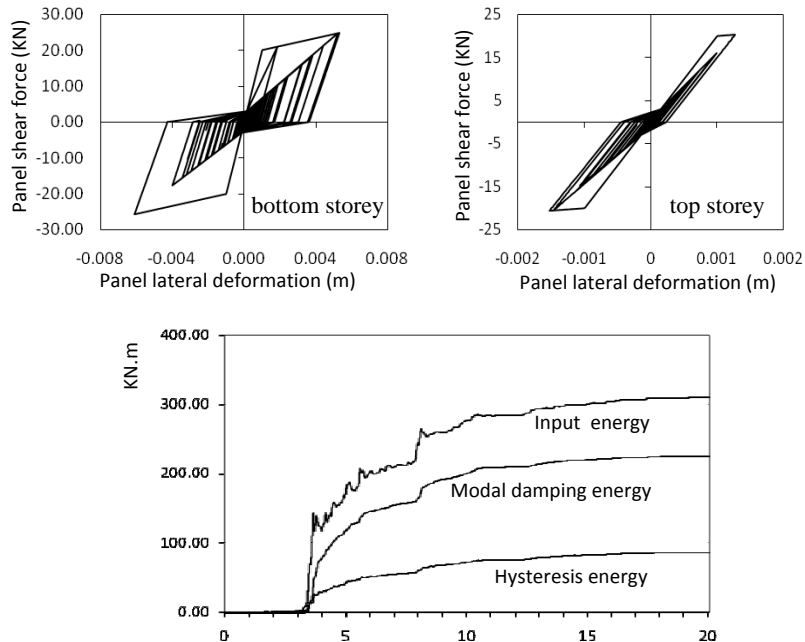 Panel shear force (KN)
30.00
20.00
10.00
0.00
-10.00
-20.00
-30.00
bottom storey
-0.008 -0.004 0.000 0.004 0.008
Panel lateral deformation (m)
Panel shear force (KN)
25
15
5
-5
-15
-25
top storey
-0.002 -0.001 0 0.001 0.002
Panel lateral deformation (m)
KN.m
400.00
300.00
200.00
100.00
0.00
Input energy
Modal damping energy
Hysteresis energy
0 5 10 15 20